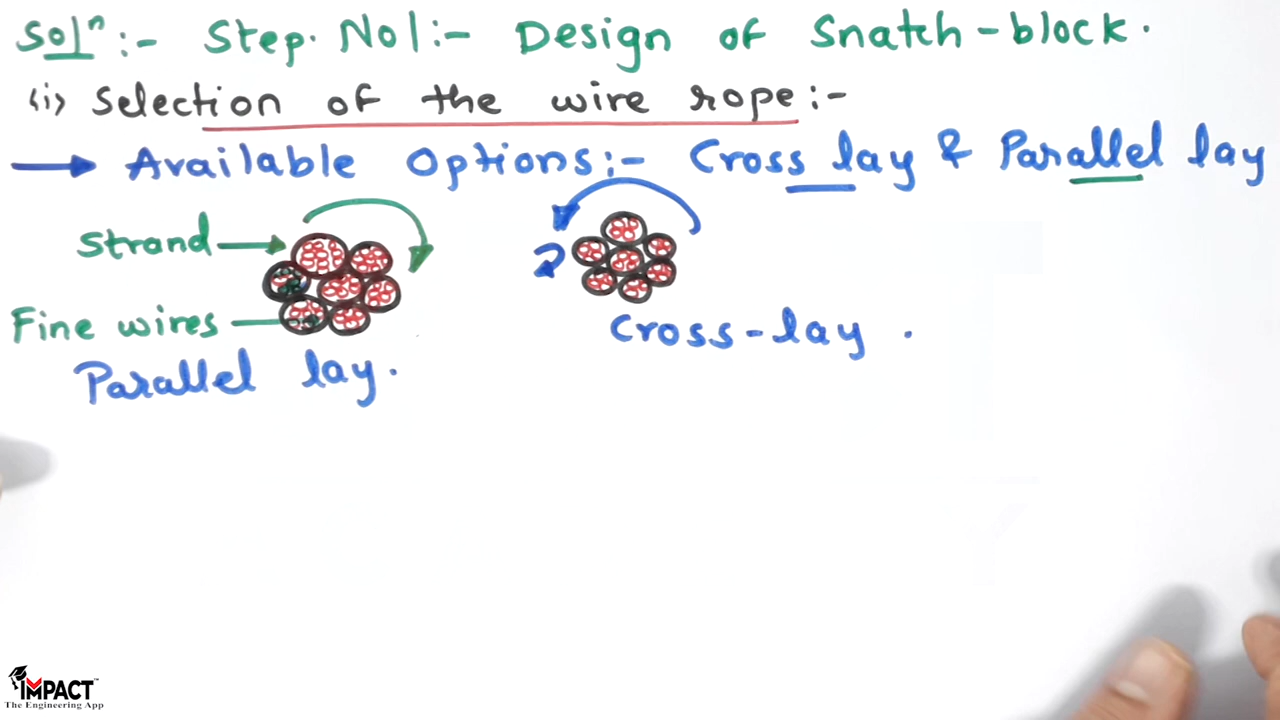 Solⁿ:- Step. No1:- Design of Snatch-block.
(i) Selection of the wire rope:-
Available Options:- Cross lay & Parallel lay
Strand
Fine wires
Parallel lay.
Cross-lay.
IMPACT™
The Engineering App